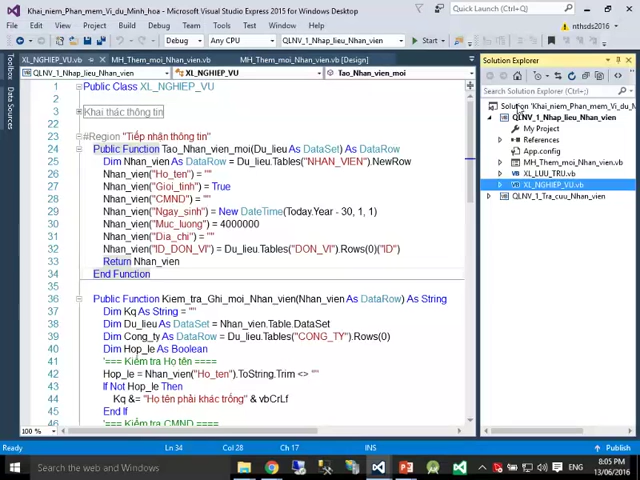 Khai_niem_Phan_mem_Vi_du_Minh_hoa - Microsoft Visual Studio Express 2015 for Windows Desktop
Quick Launch (Ctrl+Q)
File Edit View Project Build Debug Team Tools Test Window Help
nthsds2016
Debug Any CPU QLNV_1_Nhap_lieu_Nhan_vien Start
Toolbox
Data Sources
XL_NGHIEP_VU.vb MH_Them_moi_Nhan_vien.vb MH_Them_moi_Nhan_vien.vb [Design]
QLNV_1_Nhap_lieu_Nhan_vien XL_NGHIEP_VU Tao_Nhan_vien_moi
1 Public Class XL_NGHIEP_VU
2
3 Khai thác thông tin
22
23 #Region "Tiếp nhận thông tin"
24 Public Function Tao_Nhan_vien_moi(Du_lieu As DataSet) As DataRow
25 Dim Nhan_vien As DataRow = Du_lieu.Tables("NHAN_VIEN").NewRow
26 Nhan_vien("Ho_ten") = ""
27 Nhan_vien("Gioi_tinh") = True
28 Nhan_vien("CMND") = ""
29 Nhan_vien("Ngay_sinh") = New DateTime(Today.Year - 30, 1, 1)
30 Nhan_vien("Muc_luong") = 4000000
31 Nhan_vien("Dia_chi") = ""
32 Nhan_vien("ID_DON_VI") = Du_lieu.Tables("DON_VI").Rows(0)("ID")
33 Return Nhan_vien
34 End Function
35
36 Public Function Kiem_tra_Ghi_moi_Nhan_vien(Nhan_vien As DataRow) As String
37 Dim Kq As String = ""
38 Dim Du_lieu As DataSet = Nhan_vien.Table.DataSet
39 Dim Cong_ty As DataRow = Du_lieu.Tables("CONG_TY").Rows(0)
40 Dim Hop_le As Boolean
41 '=== Kiểm tra Họ tên ====
42 Hop_le = Nhan_vien("Ho_ten").ToString.Trim <> ""
43 If Not Hop_le Then
44 Kq &= "Họ tên phải khác trống" & vbCrLf
45 End If
46 '=== Kiểm tra CMND ====
100 %
Solution Explorer
Search Solution Explorer (Ctrl+;)
Solution 'Khai_niem_Phan_mem_Vi_du_M
QLNV_1_Nhap_lieu_Nhan_vien
My Project
References
App.config
MH_Them_moi_Nhan_vien.vb
XL_LUU_TRU.vb
XL_NGHIEP_VU.vb
QLNV_1_Tra_cuu_Nhan_vien
Ready Ln 34 Col 28 Ch 17 INS Publish
Search the web and Windows
ENG
8:05 PM
13/06/2016